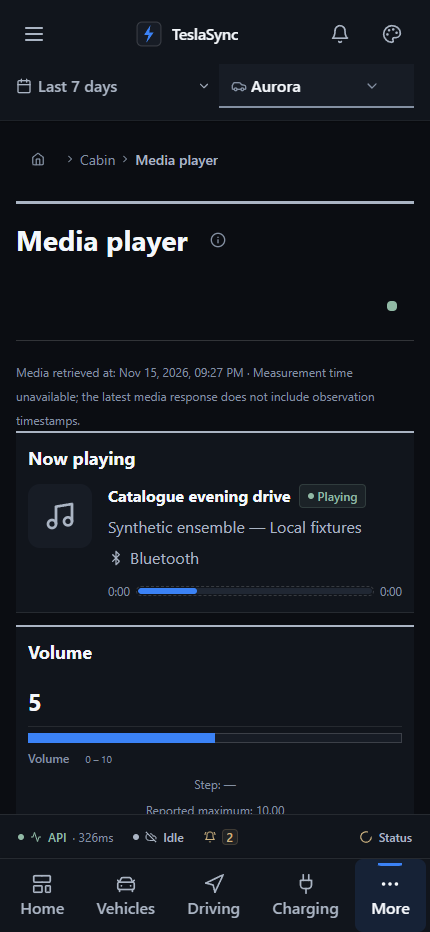 TeslaSync
Last 7 days
Aurora
Cabin
Media player
Media player
Media retrieved at: Nov 15, 2026, 09:27 PM · Measurement time
unavailable; the latest media response does not include observation
timestamps.
Now playing
Catalogue evening drive
Playing
Synthetic ensemble — Local fixtures
Bluetooth
0:00
0:00
Volume
5
Volume 0 – 10
Step: —
Reported maximum: 10.00
API · 326ms
Idle
2
Status
Home
Vehicles
Driving
Charging
More